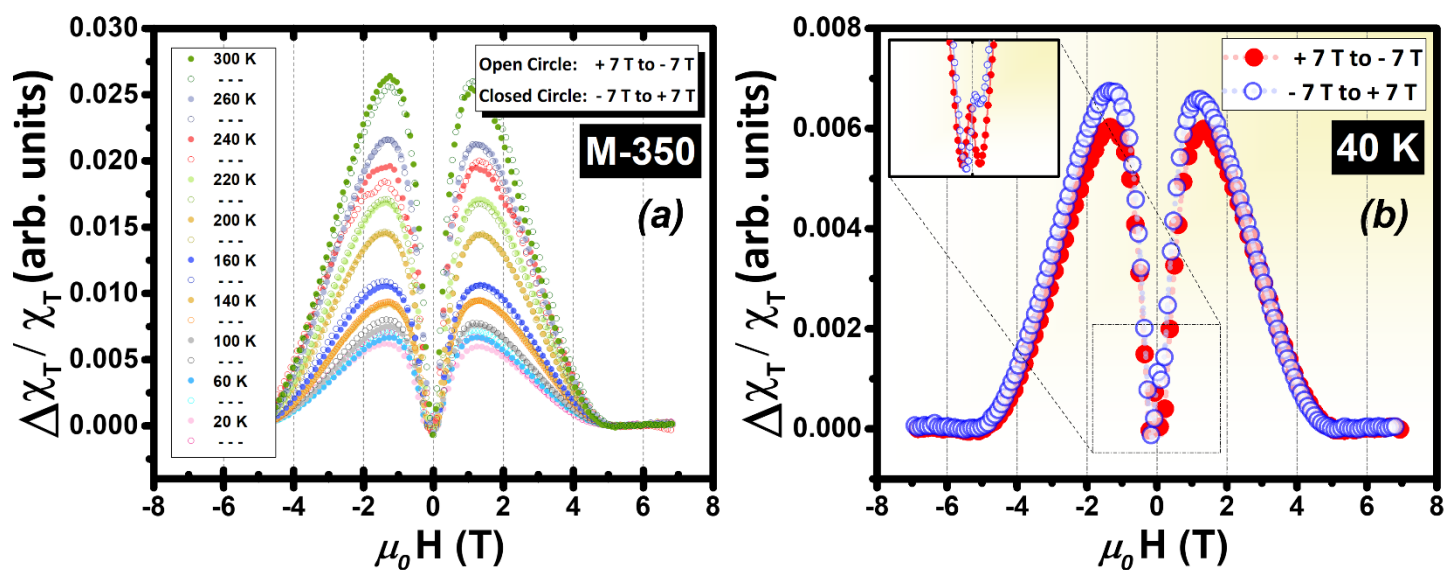 0.030
0.025
0.020
0.015
0.010
0.005
0.000
Δχ_T / χ_T (arb. units)
300 K
- - -
260 K
- - -
240 K
- - -
220 K
- - -
200 K
- - -
160 K
- - -
140 K
- - -
100 K
- - -
60 K
- - -
20 K
- - -
Open Circle: + 7 T to - 7 T
Closed Circle: - 7 T to + 7 T
M-350
(a)
-8 -6 -4 -2 0 2 4 6 8
μ₀H (T)
0.008
0.006
0.004
0.002
0.000
Δχ_T / χ_T (arb. units)
+ 7 T to - 7 T
- 7 T to + 7 T
40 K
(b)
-8 -6 -4 -2 0 2 4 6 8
μ₀H (T)